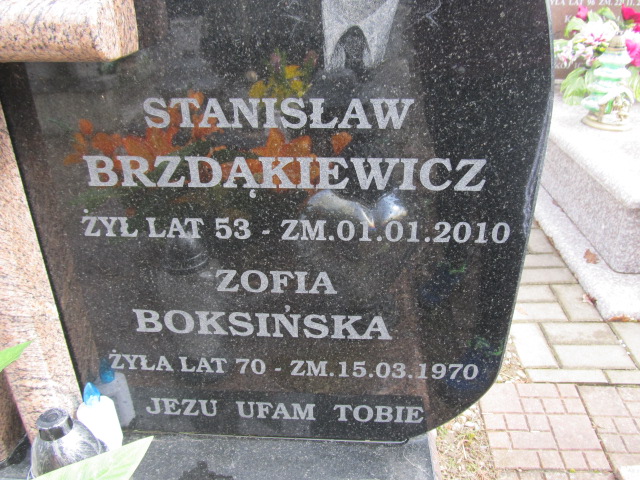 STANISŁAW
BRZDĄKIEWICZ
ŻYŁ LAT 53 - ZM.01.01.2010
ZOFIA
BOKSIŃSKA
ŻYŁA LAT 70 - ZM.15.03.1970
JEZU UFAM TOBIE